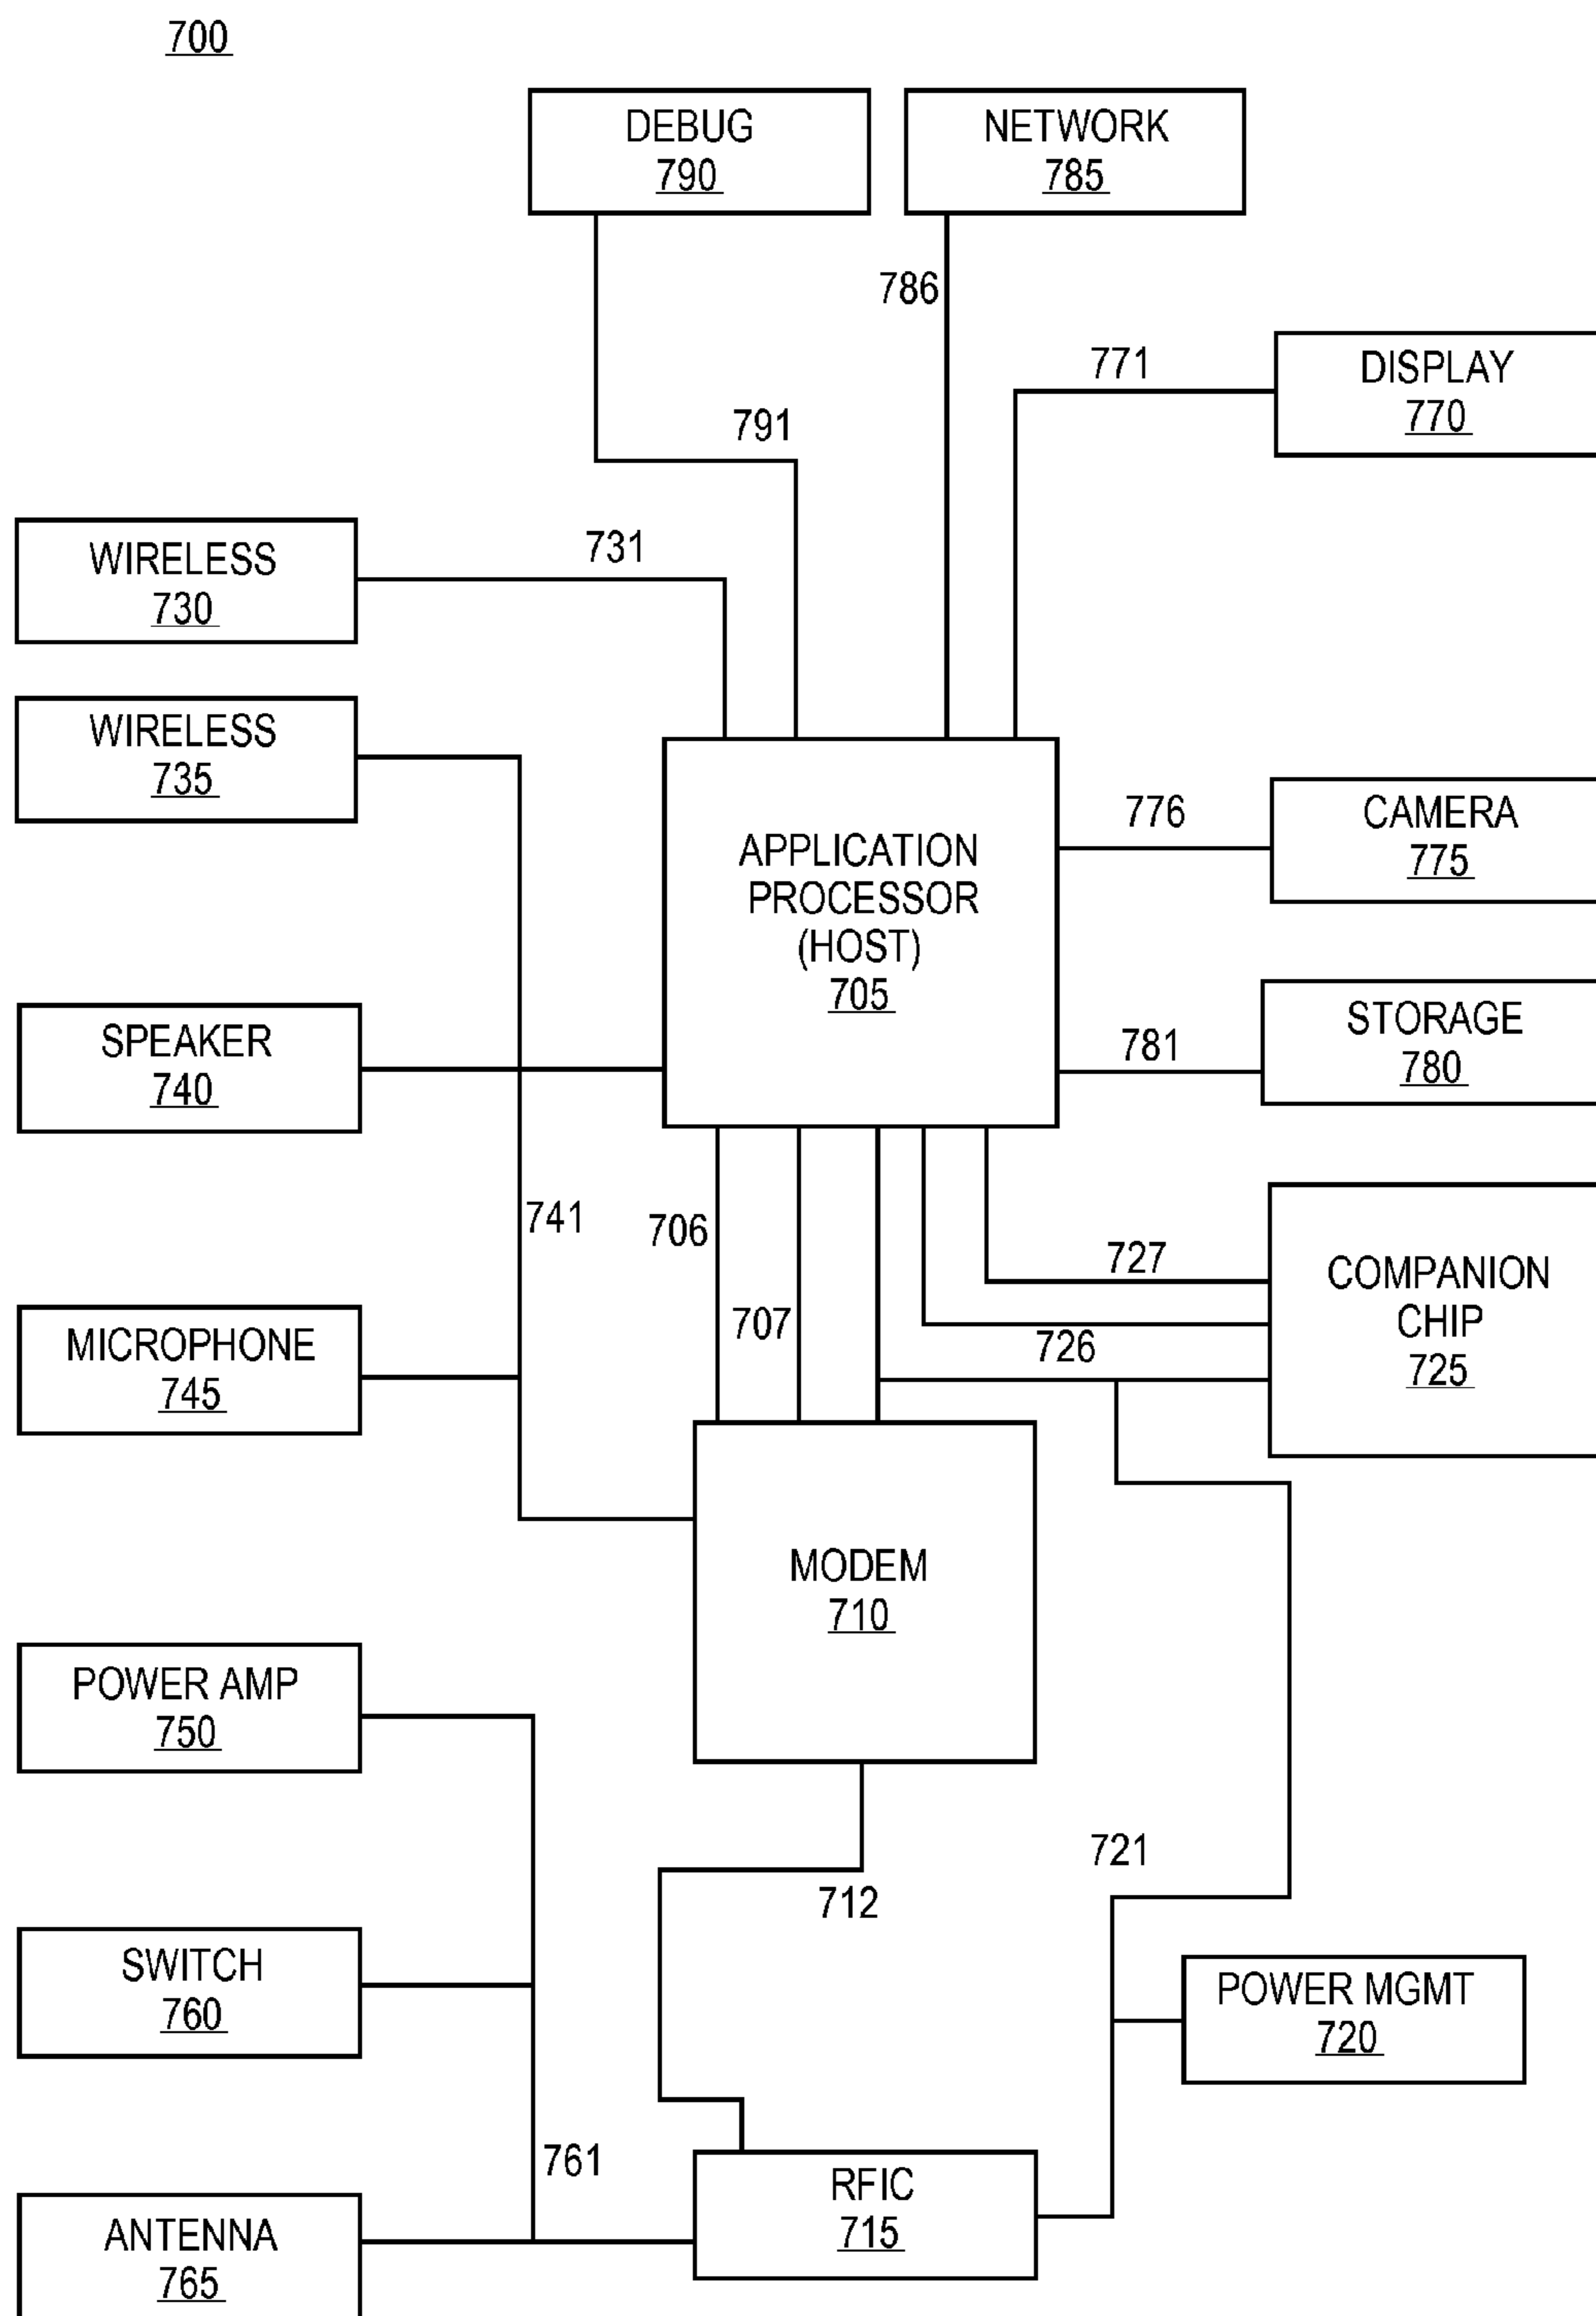 700
DEBUG
790
NETWORK
785
786
771
DISPLAY
770
791
WIRELESS
730
731
WIRELESS
735
APPLICATION
PROCESSOR
(HOST)
705
776
CAMERA
775
SPEAKER
740
781
STORAGE
780
741
706
707
727
726
COMPANION
CHIP
725
MICROPHONE
745
MODEM
710
POWER AMP
750
721
712
SWITCH
760
POWER MGMT
720
761
RFIC
715
ANTENNA
765